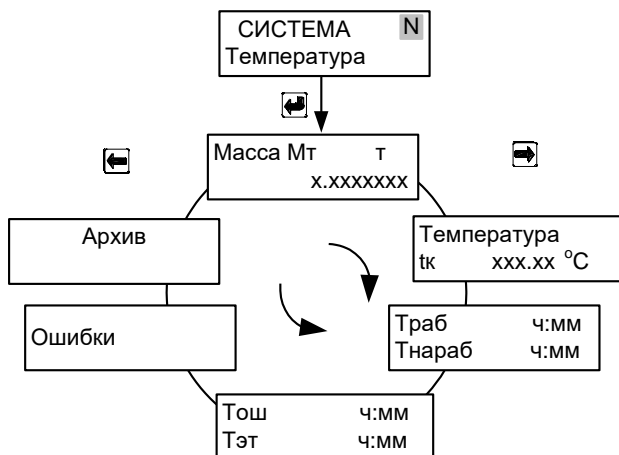 СИСТЕМА N
Температура
Масса Мт т
x.xxxxxxx
Архив
Температура
tк xxx.xx °C
Ошибки
Траб ч:мм
Тнараб ч:мм
Тош ч:мм
Тэт ч:мм